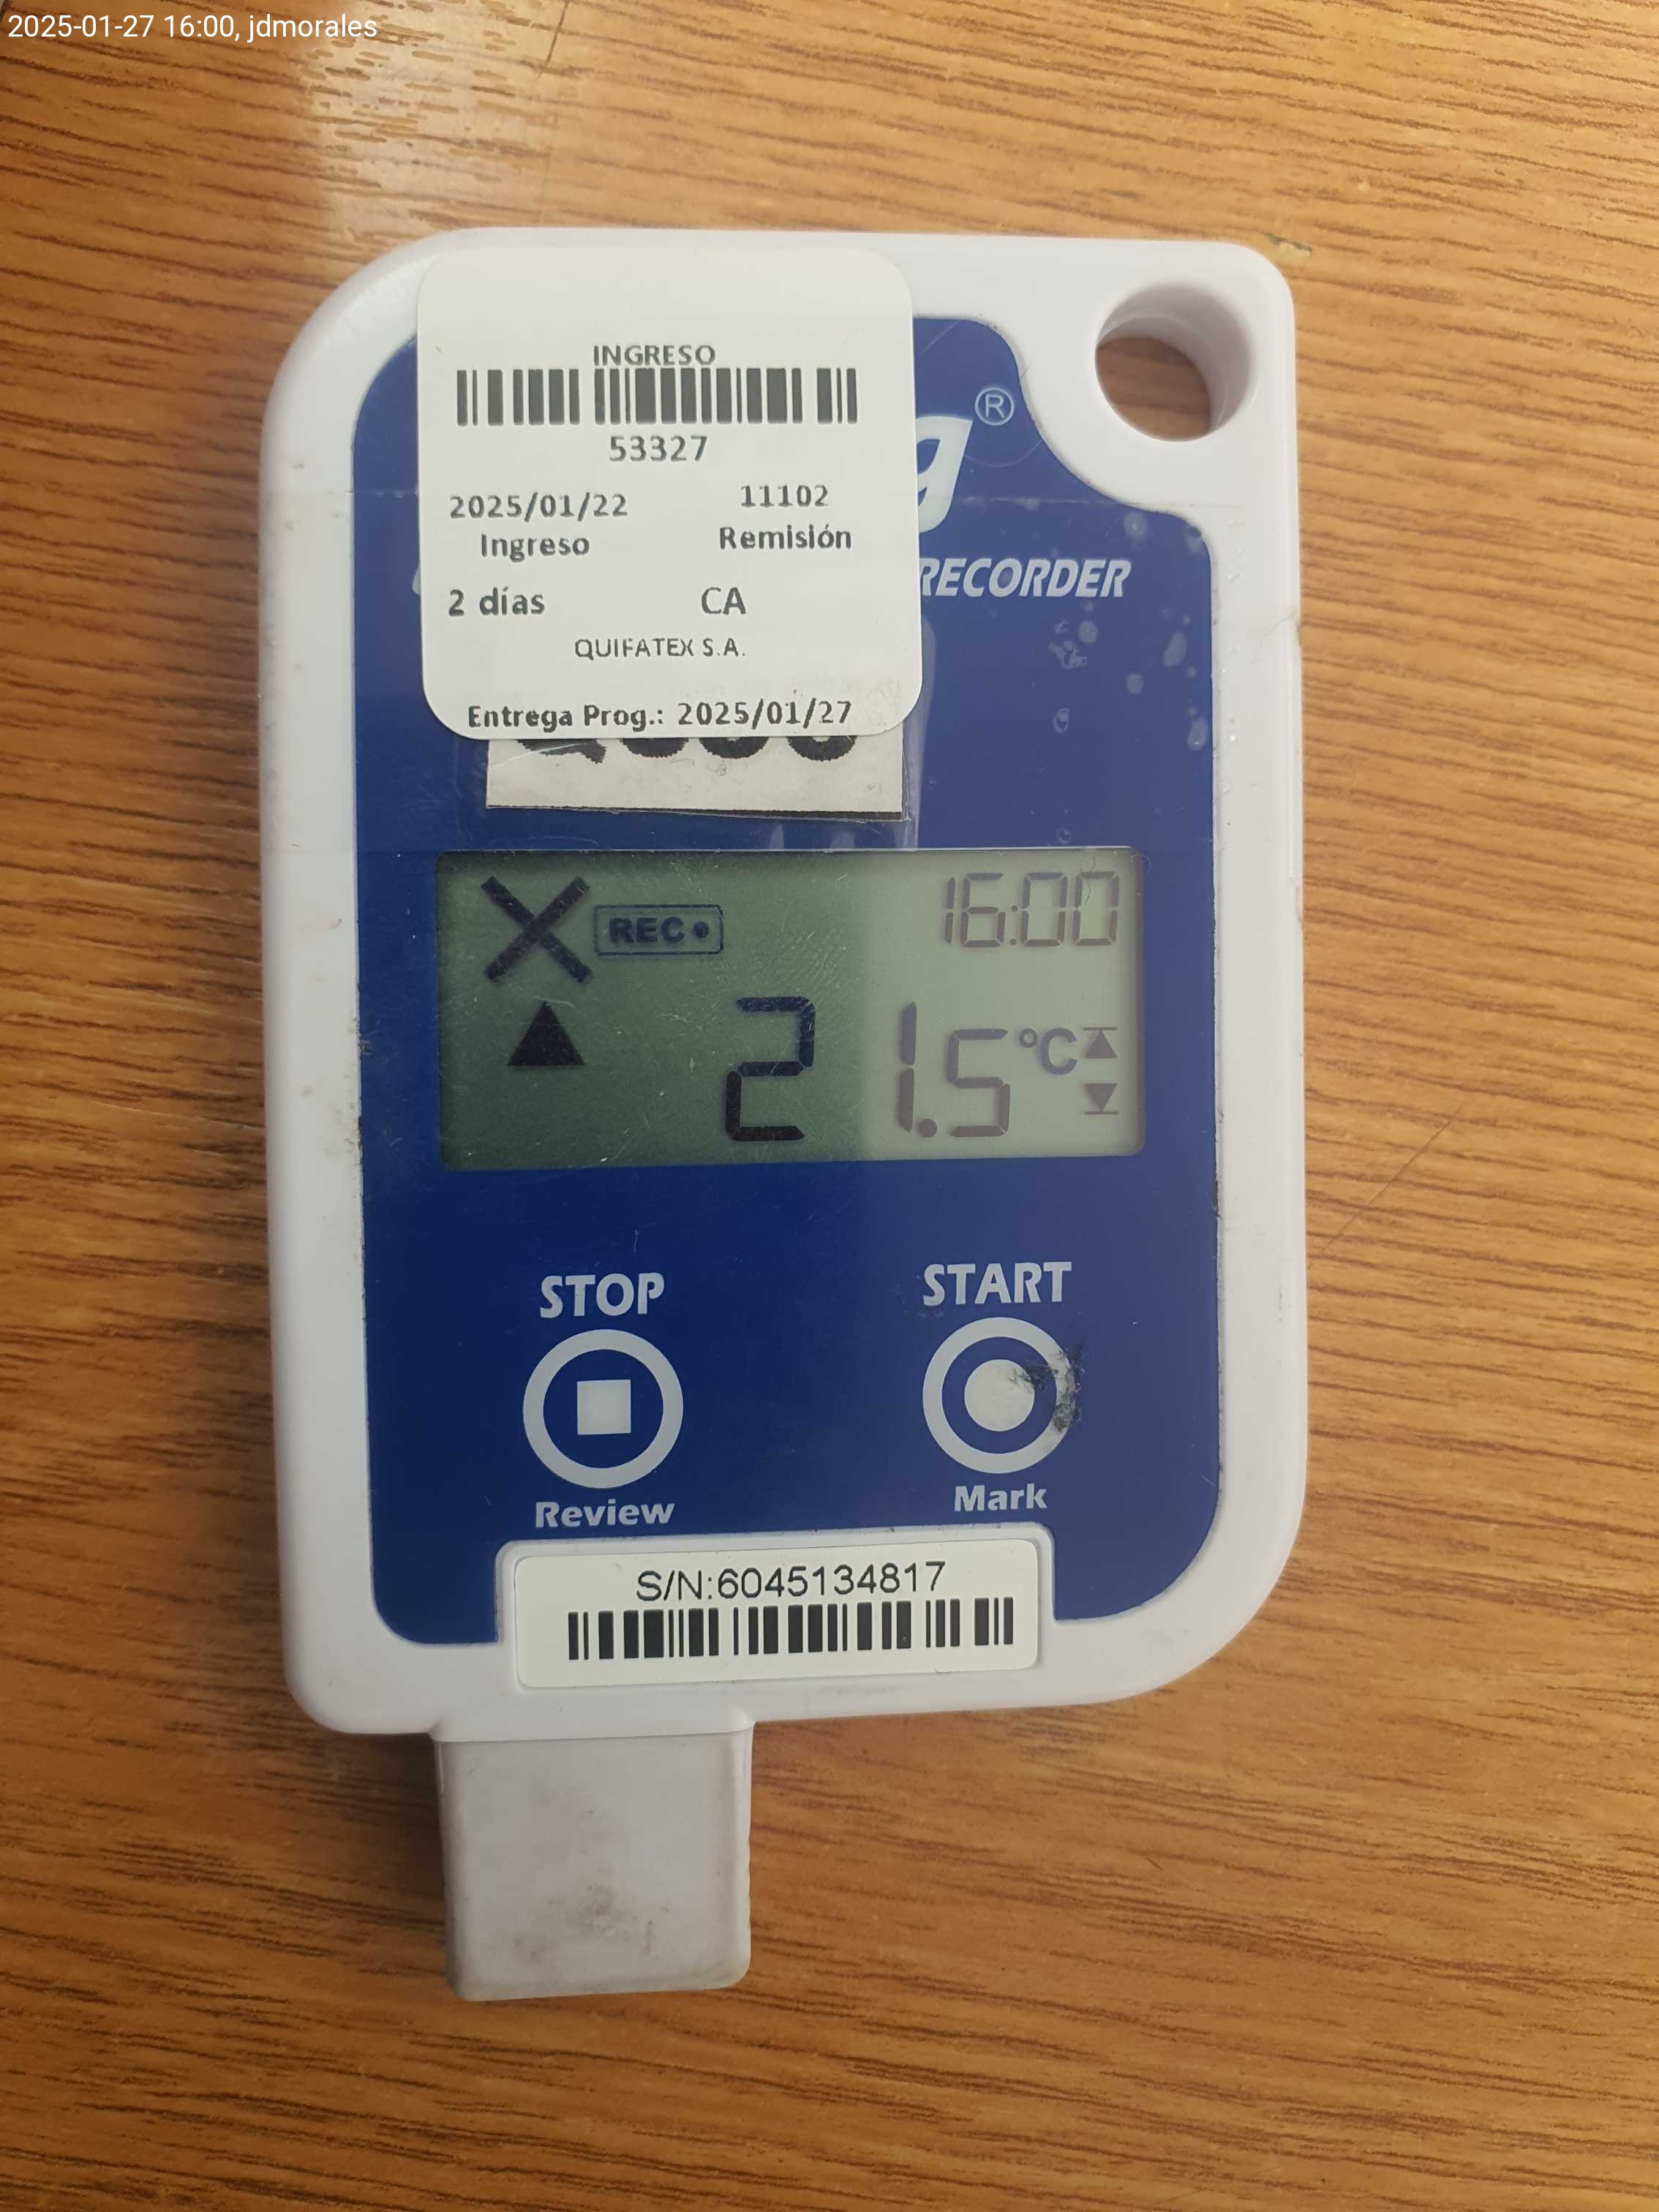 2025-01-27 16:00, jdmorales
INGRESO
53327
2025/01/22 11102
Ingreso Remisión
2 días CA
QUIFATEX S.A.
Entrega Prog.: 2025/01/27
g®
RECORDER
REC 16:00
21.5 °C
STOP START
Review Mark
S/N:6045134817